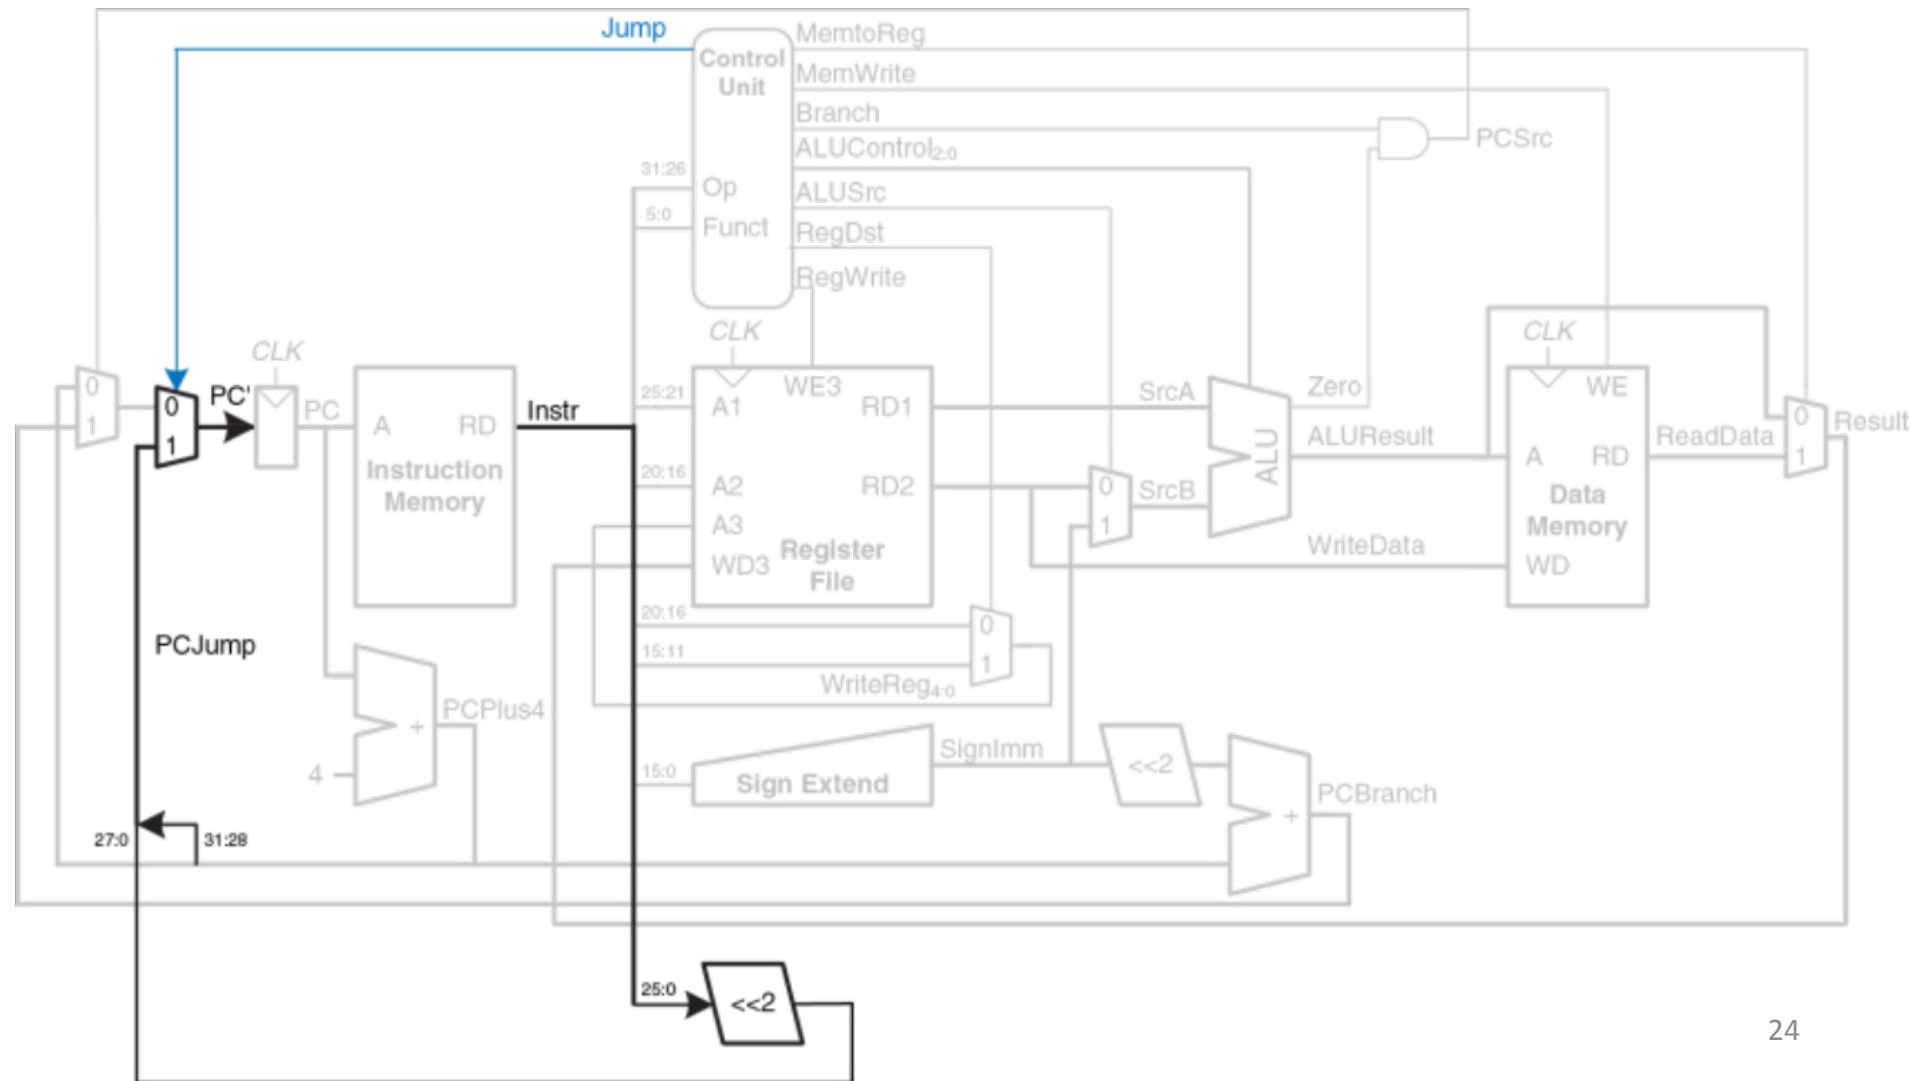 Jump
Control
Unit
MemtoReg
MemWrite
Branch
ALUControl2:0
ALUSrc
RegDst
RegWrite
PCSrc
31:26
Op
5:0
Funct
CLK
CLK
CLK
0
1
0
1
PC'
PC
A
RD
Instruction
Memory
Instr
25:21
A1
WE3
RD1
20:16
A2
RD2
A3
WD3
Register
File
0
1
SrcA
SrcB
ALU
Zero
ALUResult
WriteData
WE
A
RD
Data
Memory
WD
ReadData
0
1
Result
20:16
15:11
0
1
WriteReg4:0
PCJump
PCPlus4
+
4
15:0
Sign Extend
SignImm
<<2
+
PCBranch
27:0
31:28
25:0
<<2
24